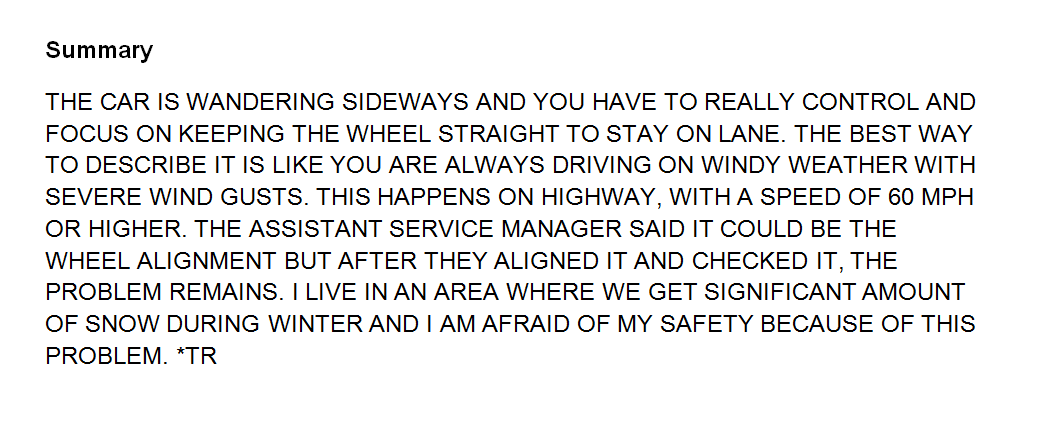 Summary
THE CAR IS WANDERING SIDEWAYS AND YOU HAVE TO REALLY CONTROL AND
FOCUS ON KEEPING THE WHEEL STRAIGHT TO STAY ON LANE. THE BEST WAY
TO DESCRIBE IT IS LIKE YOU ARE ALWAYS DRIVING ON WINDY WEATHER WITH
SEVERE WIND GUSTS. THIS HAPPENS ON HIGHWAY, WITH A SPEED OF 60 MPH
OR HIGHER. THE ASSISTANT SERVICE MANAGER SAID IT COULD BE THE
WHEEL ALIGNMENT BUT AFTER THEY ALIGNED IT AND CHECKED IT, THE
PROBLEM REMAINS. I LIVE IN AN AREA WHERE WE GET SIGNIFICANT AMOUNT
OF SNOW DURING WINTER AND I AM AFRAID OF MY SAFETY BECAUSE OF THIS
PROBLEM. *TR